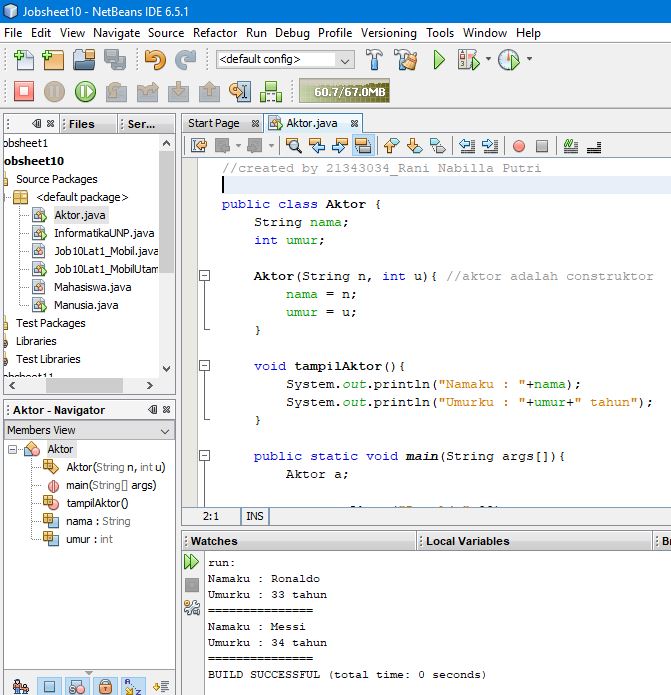 Jobsheet10 - NetBeans IDE 6.5.1
File Edit View Navigate Source Refactor Run Debug Profile Versioning Tools Window Help
<default config>
60.7/67.0MB
Files Ser...
obsheet1
obsheet10
Source Packages
<default package>
Aktor.java
InformatikaUNP.java
Job10Lat1_Mobil.java
Job10Lat1_MobilUtam
Mahasiswa.java
Manusia.java
Test Packages
Libraries
Test Libraries
Aktor - Navigator
Members View
Aktor
Aktor(String n, int u)
main(String[] args)
tampilAktor()
nama : String
umur : int
Start Page Aktor.java
//created by 21343034_Rani Nabilla Putri
public class Aktor {
String nama;
int umur;
Aktor(String n, int u){ //aktor adalah construktor
nama = n;
umur = u;
}
void tampilAktor(){
System.out.println("Namaku : "+nama);
System.out.println("Umurku : "+umur+" tahun");
}
public static void main(String args[]){
Aktor a;
2:1 INS
Watches Local Variables
run:
Namaku : Ronaldo
Umurku : 33 tahun
===============
Namaku : Messi
Umurku : 34 tahun
===============
BUILD SUCCESSFUL (total time: 0 seconds)